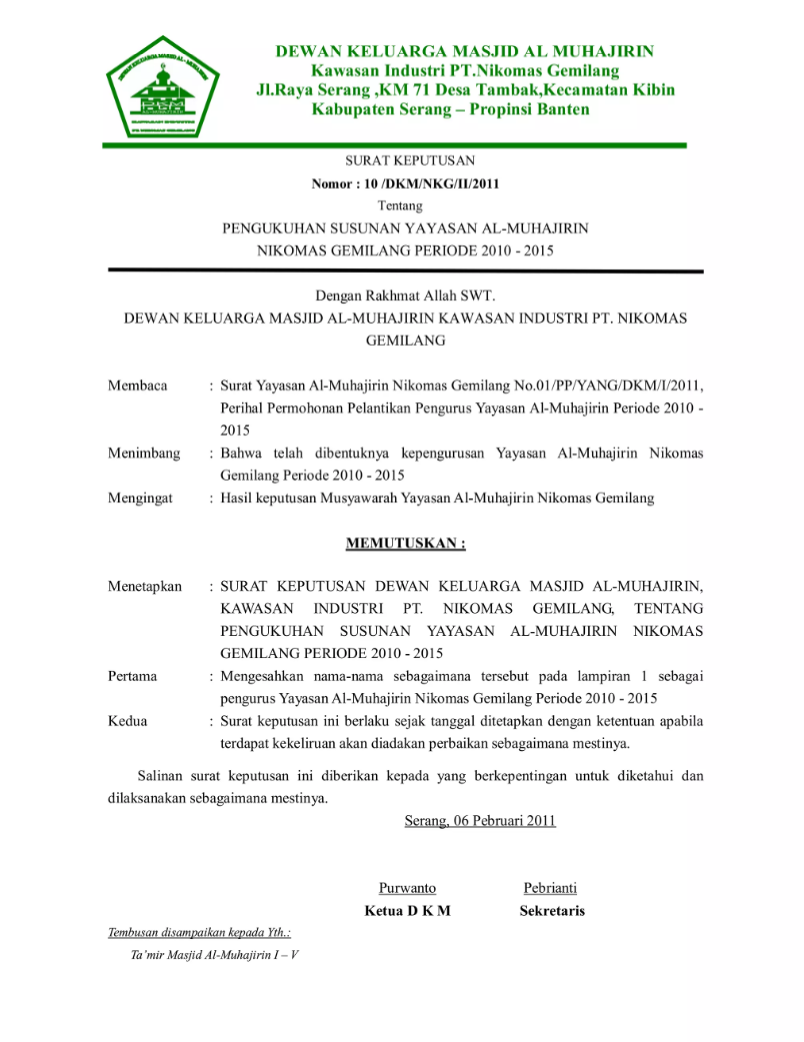 DEWAN KELUARGA MASJID AL MUHAJIRIN
Kawasan Industri PT.Nikomas Gemilang
Jl.Raya Serang ,KM 71 Desa Tambak,Kecamatan Kibin
Kabupaten Serang – Propinsi Banten
DEWAN KELUARGA MASJID AL - MUHAJIRIN
DKM
SURAT KEPUTUSAN
Nomor : 10 /DKM/NKG/II/2011
Tentang
PENGUKUHAN SUSUNAN YAYASAN AL-MUHAJIRIN
NIKOMAS GEMILANG PERIODE 2010 - 2015
Dengan Rakhmat Allah SWT.
DEWAN KELUARGA MASJID AL-MUHAJIRIN KAWASAN INDUSTRI PT. NIKOMAS
GEMILANG
Membaca : Surat Yayasan Al-Muhajirin Nikomas Gemilang No.01/PP/YANG/DKM/I/2011,
Perihal Permohonan Pelantikan Pengurus Yayasan Al-Muhajirin Periode 2010 -
2015
Menimbang : Bahwa telah dibentuknya kepengurusan Yayasan Al-Muhajirin Nikomas
Gemilang Periode 2010 - 2015
Mengingat : Hasil keputusan Musyawarah Yayasan Al-Muhajirin Nikomas Gemilang
MEMUTUSKAN :
Menetapkan : SURAT KEPUTUSAN DEWAN KELUARGA MASJID AL-MUHAJIRIN,
KAWASAN INDUSTRI PT. NIKOMAS GEMILANG, TENTANG
PENGUKUHAN SUSUNAN YAYASAN AL-MUHAJIRIN NIKOMAS
GEMILANG PERIODE 2010 - 2015
Pertama : Mengesahkan nama-nama sebagaimana tersebut pada lampiran 1 sebagai
pengurus Yayasan Al-Muhajirin Nikomas Gemilang Periode 2010 - 2015
Kedua : Surat keputusan ini berlaku sejak tanggal ditetapkan dengan ketentuan apabila
terdapat kekeliruan akan diadakan perbaikan sebagaimana mestinya.
Salinan surat keputusan ini diberikan kepada yang berkepentingan untuk diketahui dan
dilaksanakan sebagaimana mestinya.
Serang, 06 Pebruari 2011
Purwanto Pebrianti
Ketua D K M Sekretaris
Tembusan disampaikan kepada Yth.:
Ta’mir Masjid Al-Muhajirin I – V